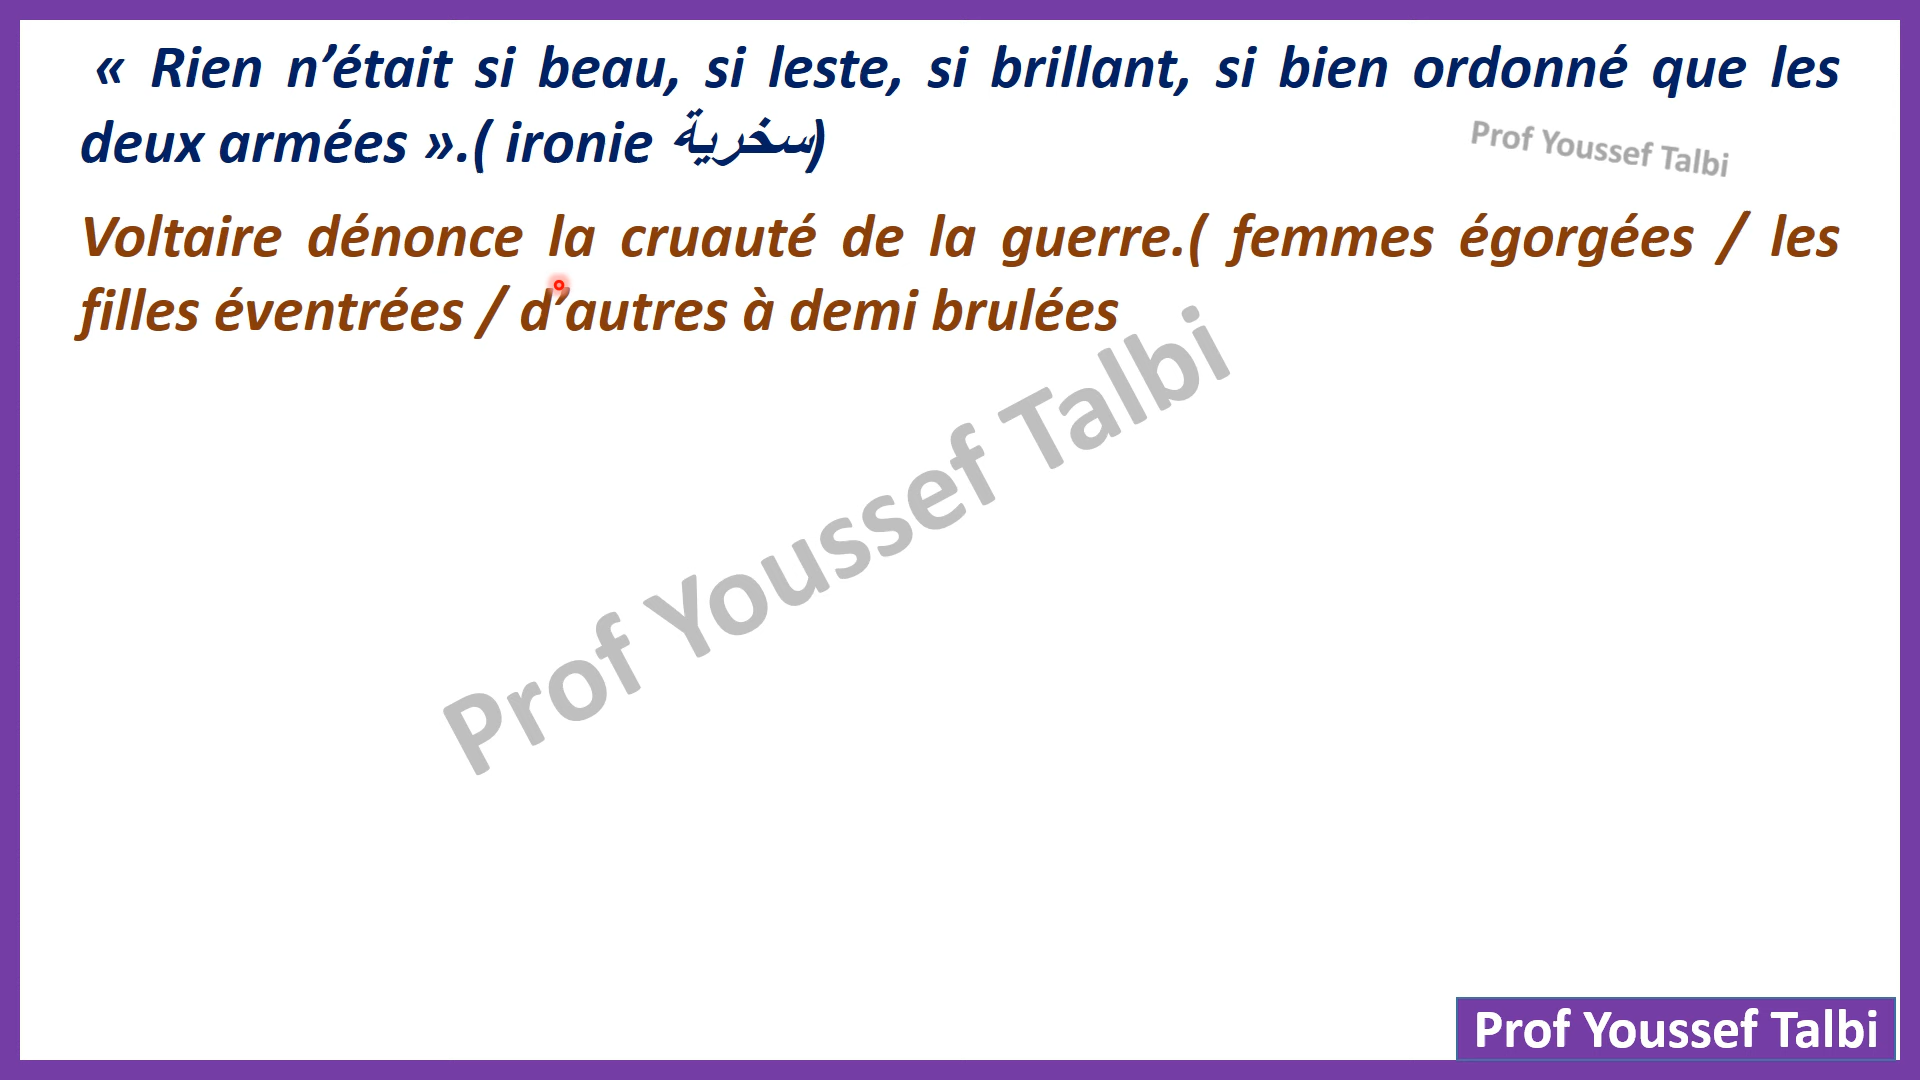 « Rien n’était si beau, si leste, si brillant, si bien ordonné que les
deux armées ».( ironie سخرية)
Prof Youssef Talbi
Voltaire dénonce la cruauté de la guerre.( femmes égorgées / les
filles éventrées / d’autres à demi brulées
Prof Youssef Talbi
Prof Youssef Talbi